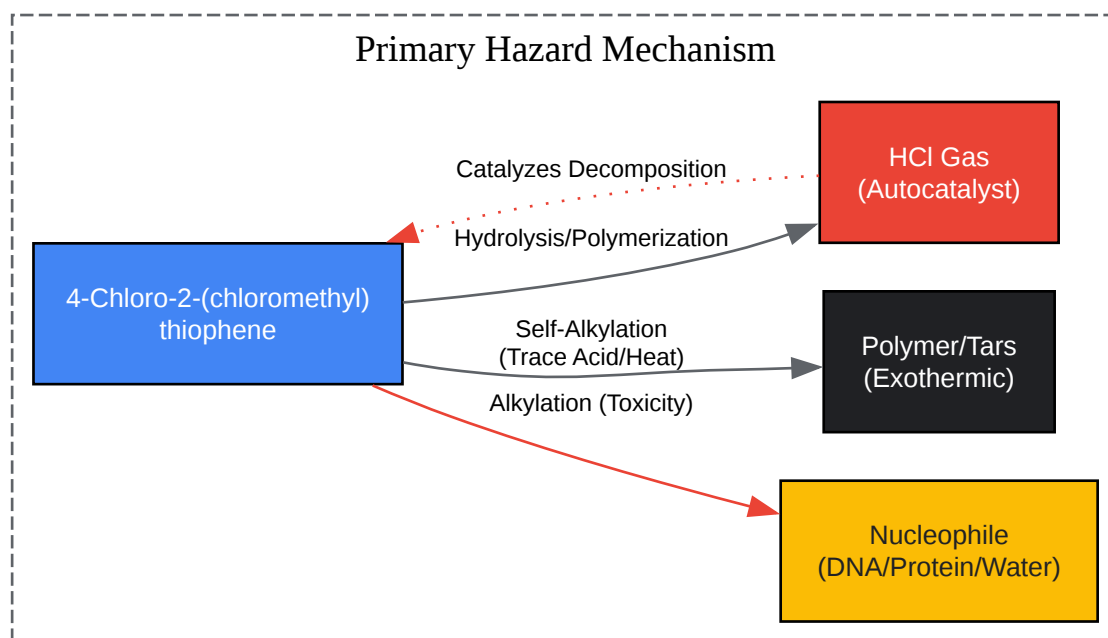 Primary Hazard Mechanism
HCl Gas
(Autocatalyst)
Catalyzes Decomposition
Hydrolysis/Polymerization
4-Chloro-2-(chloromethyl)
thiophene
Self-Alkylation
(Trace Acid/Heat)
Polymer/Tars
(Exothermic)
Alkylation (Toxicity)
Nucleophile
(DNA/Protein/Water)